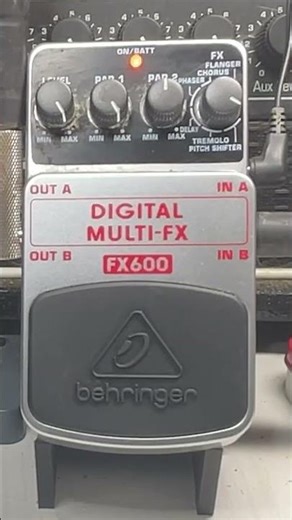 ON/BATT
FX
FLANGER
CHORUS
PHASER
LEVEL PAR 1 PAR 2
DELAY
MIN MAX MIN MAX MIN MAX
TREMOLO
PITCH SHIFTER
OUT A IN A
DIGITAL
MULTI-FX
OUT B IN B
FX600
behringer
Aux